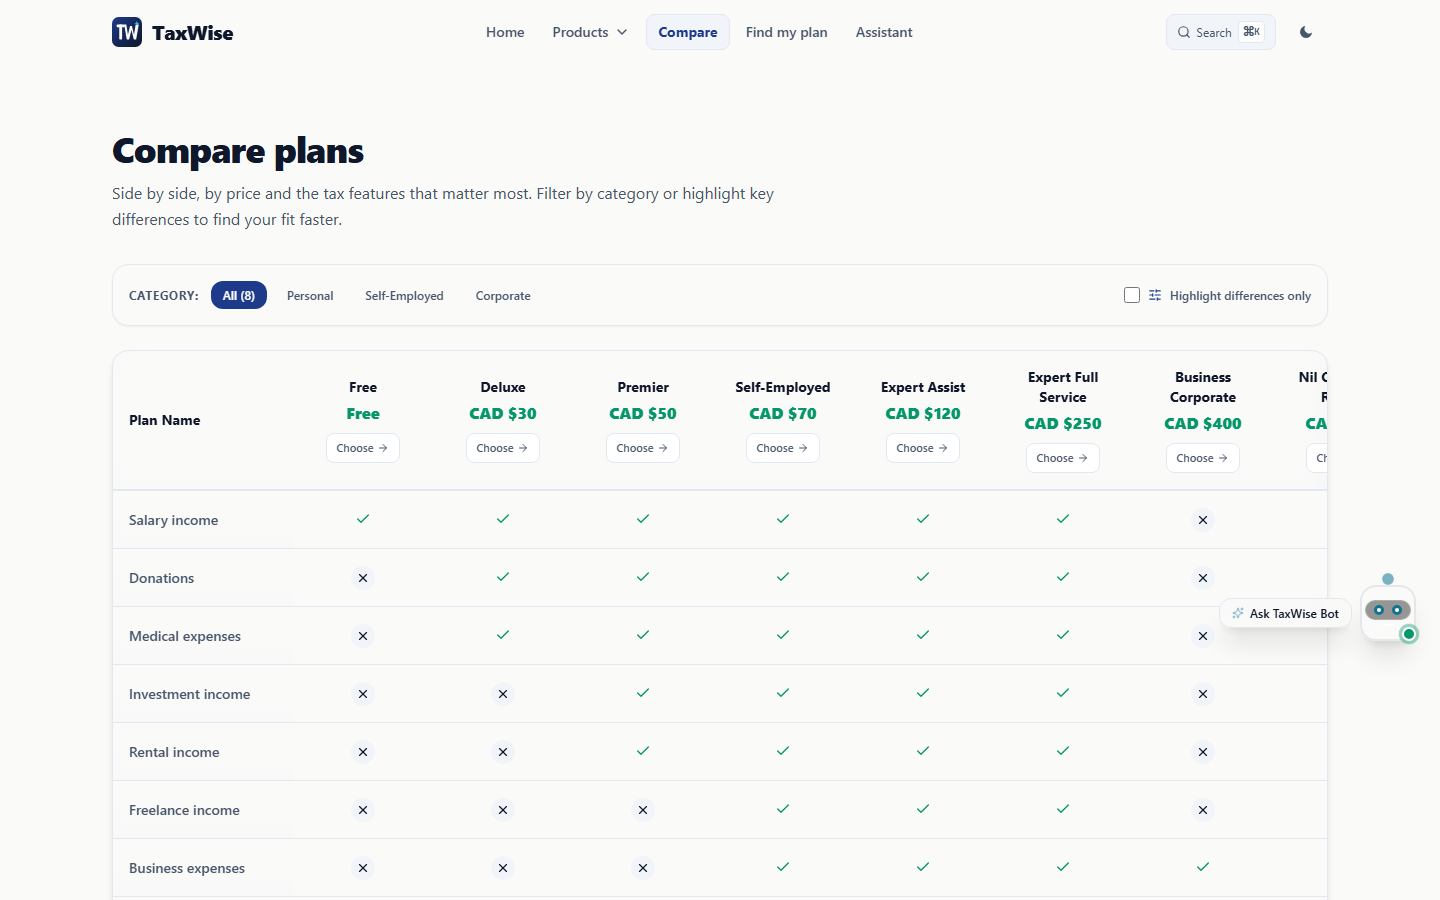 TW TaxWise
Home Products Compare Find my plan Assistant
Search ⌘K
Compare plans
Side by side, by price and the tax features that matter most. Filter by category or highlight key
differences to find your fit faster.
CATEGORY: All (8) Personal Self-Employed Corporate
Highlight differences only
Plan Name
Free
Free
Choose →
Deluxe
CAD $30
Choose →
Premier
CAD $50
Choose →
Self-Employed
CAD $70
Choose →
Expert Assist
CAD $120
Choose →
Expert Full
Service
CAD $250
Choose →
Business
Corporate
CAD $400
Choose →
Nil
Salary income
Donations
Medical expenses
Ask TaxWise Bot
Investment income
Rental income
Freelance income
Business expenses